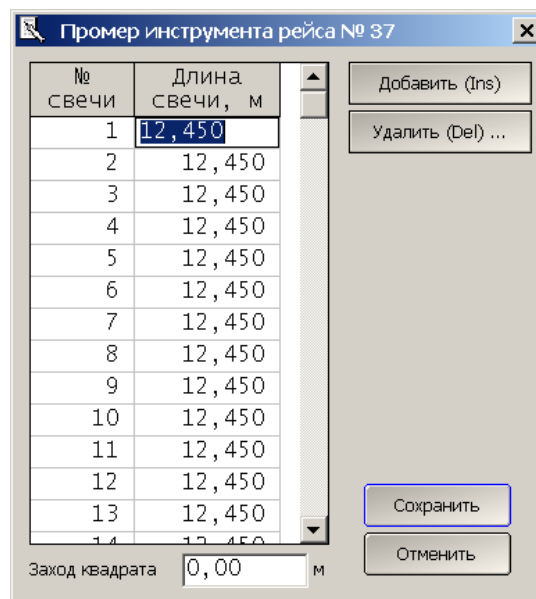 Промер инструмента рейса № 37
№ свечи Длина свечи, м
1 12,450
2 12,450
3 12,450
4 12,450
5 12,450
6 12,450
7 12,450
8 12,450
9 12,450
10 12,450
11 12,450
12 12,450
13 12,450
14 12,450
Заход квадрата 0,00 м
Добавить (Ins)
Удалить (Del) ...
Сохранить
Отменить